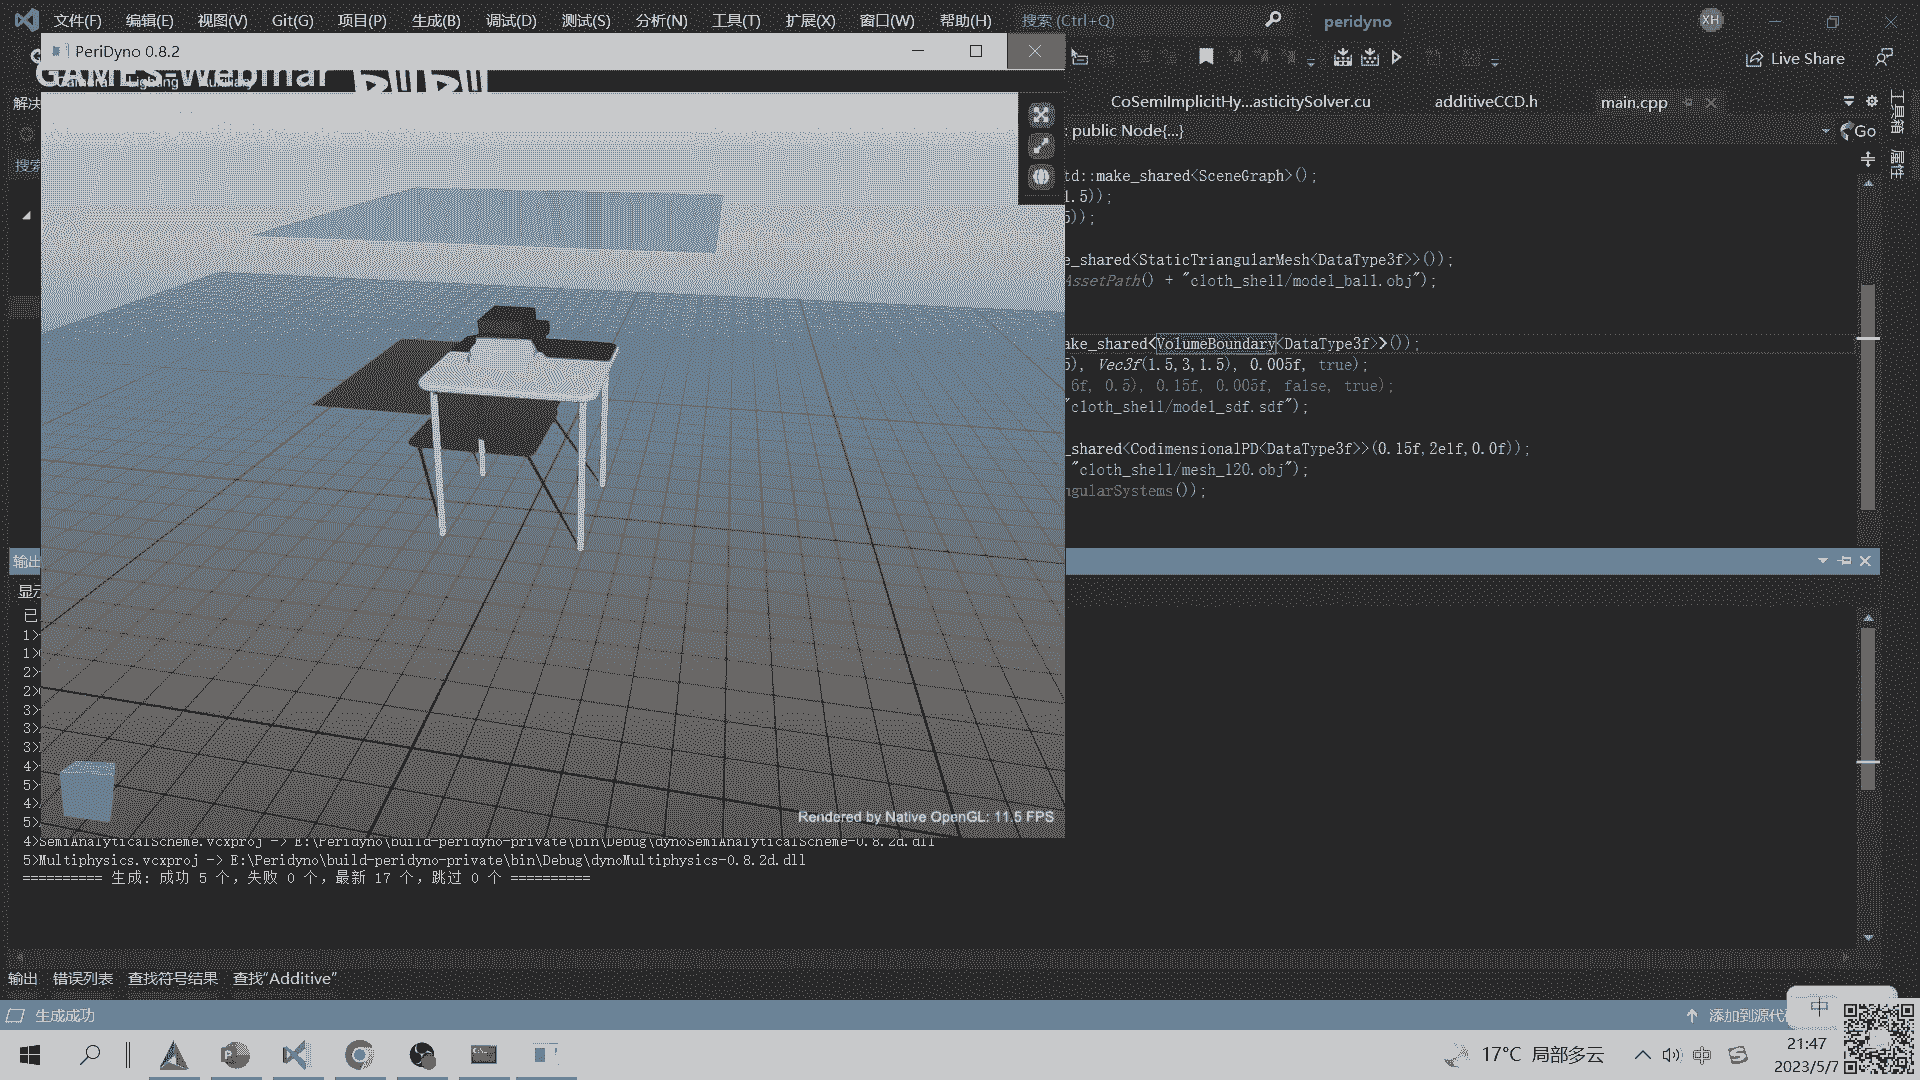 文件(F) 编辑(E) 视图(V) Git(G) 项目(P) 生成(B) 调试(D) 测试(S) 分析(N) 工具(T) 扩展(X) 窗口(W) 帮助(H) 搜索 (Ctrl+Q) peridyno XH
PeriDyno 0.8.2
Live Share
GAMES-Webinar
Camera Lighting Auxiliary
解决
CoSemiImplicitHy...asticitySolver.cu additiveCCD.h main.cpp
工具箱
属性
: public Node{...}
Go
搜索
td::make_shared<SceneGraph>();
1.5));
5));
e_shared<StaticTriangularMesh<DataType3f>>());
AssetPath() + "cloth_shell/model_ball.obj");
ake_shared<VolumeBoundary<DataType3f>>());
5), Vec3f(1.5,3,1.5), 0.005f, true);
6f, 0.5), 0.15f, 0.005f, false, true);
"cloth_shell/model_sdf.sdf");
_shared<CodimensionalPD<DataType3f>>(0.15f,2e1f,0.0f));
"cloth_shell/mesh_120.obj");
ngularSystems());
输出
显示
已
1>
1>
2>
2>
3>
3>
3>
4>
5>
4>
5>
Rendered by Native OpenGL: 11.5 FPS
4>SemiAnalyticalScheme.vcxproj -> E:\Peridyno\build-peridyno-private\bin\Debug\dynoSemiAnalyticalScheme-0.8.2d.dll
5>Multiphysics.vcxproj -> E:\Peridyno\build-peridyno-private\bin\Debug\dynoMultiphysics-0.8.2d.dll
========== 生成: 成功 5 个，失败 0 个，最新 17 个，跳过 0 个 ==========
输出 错误列表 查找符号结果 查找"Additive"
生成成功
添加到源代
中
17°C 局部多云
中
21:47
2023/5/7